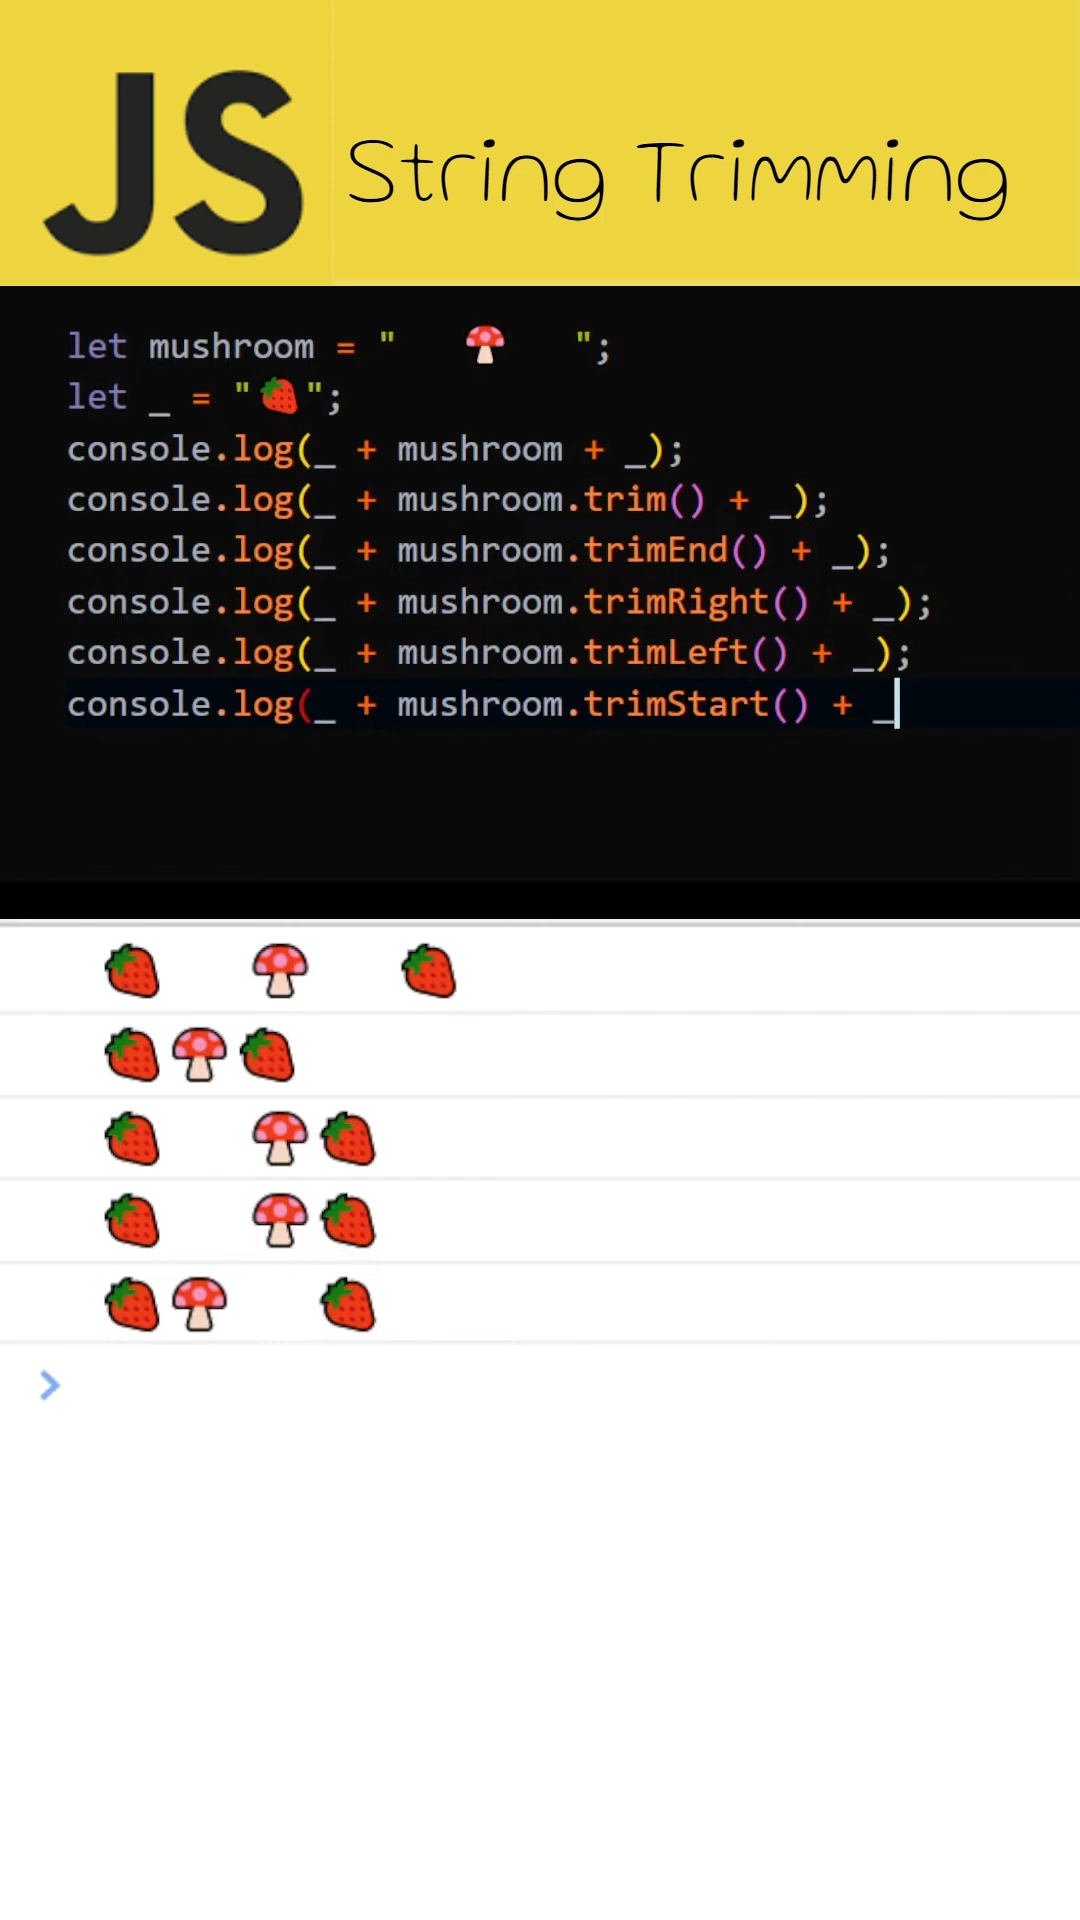 JS String Trimming
let mushroom = "   🍄   ";
let _ = "🍓";
console.log(_ + mushroom + _);
console.log(_ + mushroom.trim() + _);
console.log(_ + mushroom.trimEnd() + _);
console.log(_ + mushroom.trimRight() + _);
console.log(_ + mushroom.trimLeft() + _);
console.log(_ + mushroom.trimStart() + _
🍓   🍄   🍓
🍓🍄🍓
🍓   🍄🍓
🍓   🍄🍓
🍓🍄   🍓
>